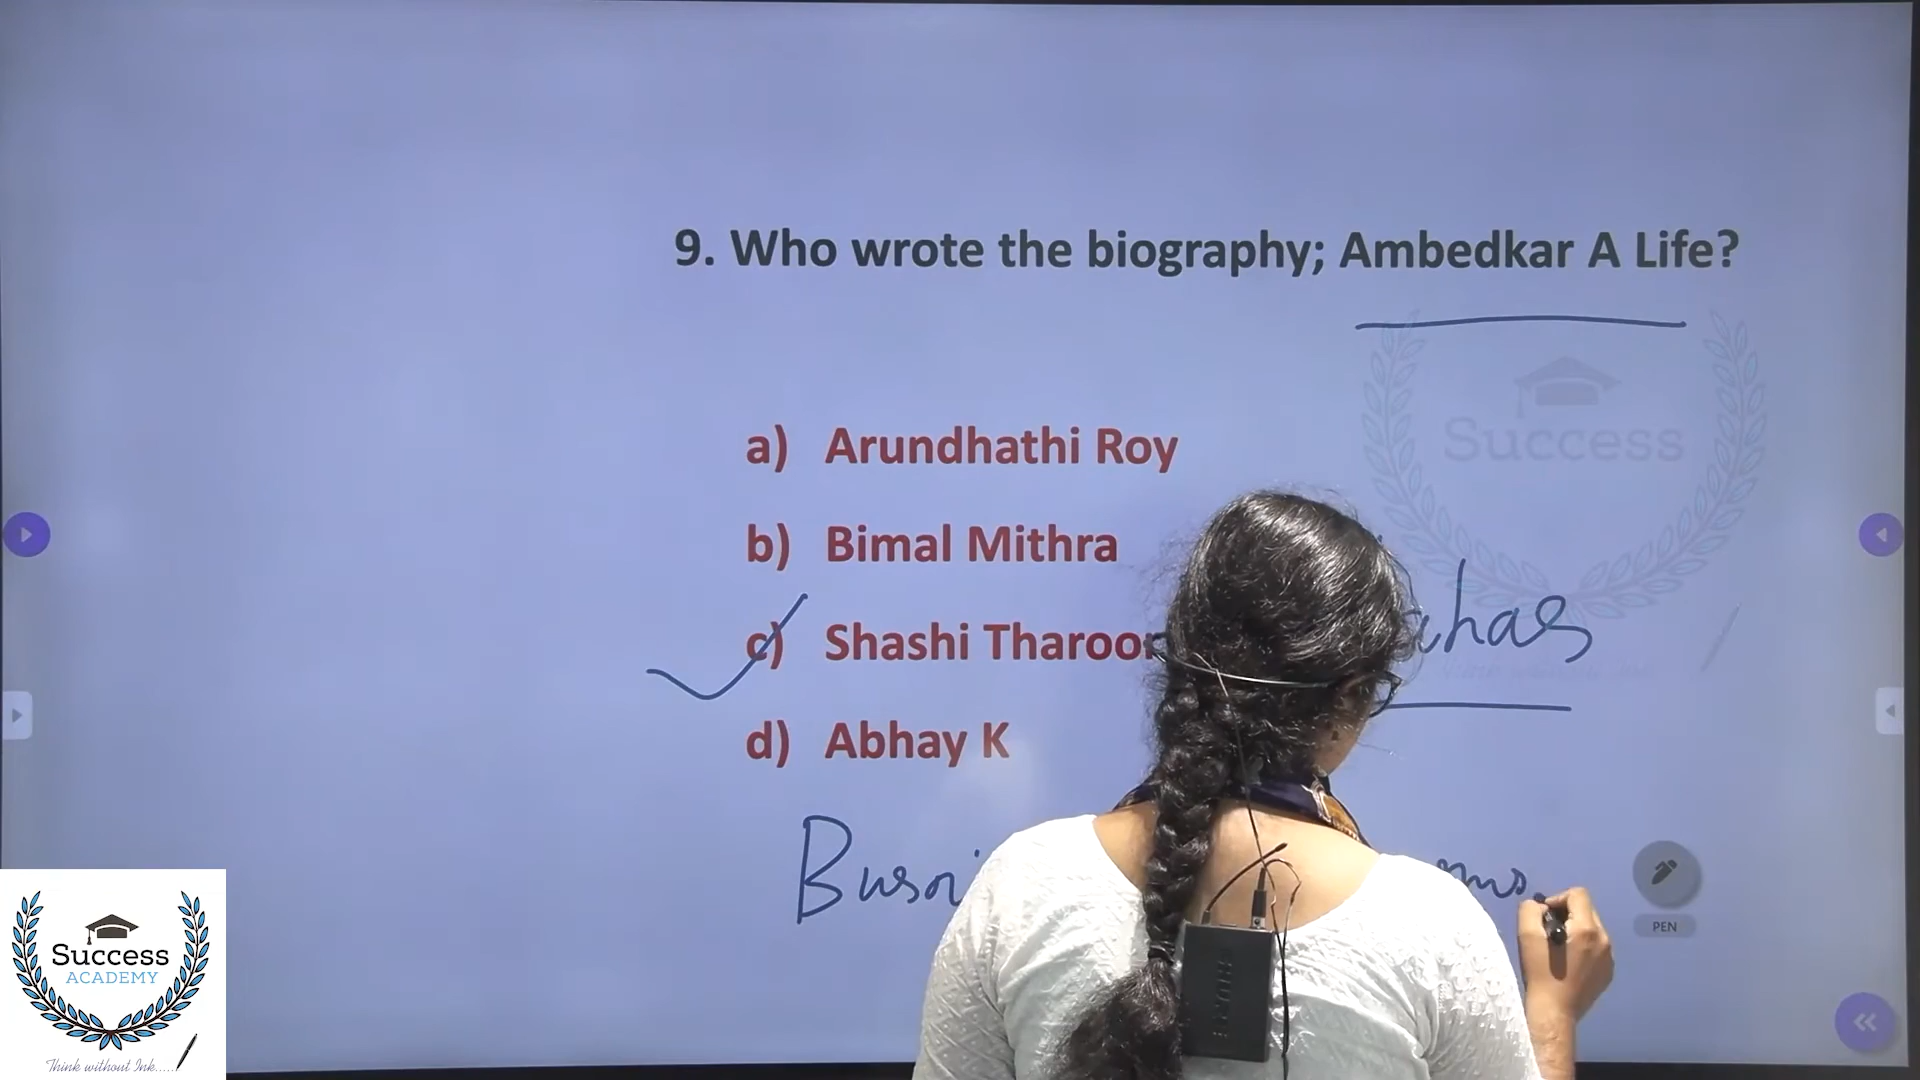 9. Who wrote the biography; Ambedkar A Life?
Success
a) Arundhathi Roy
b) Bimal Mithra
c) Shashi Tharoor
d) Abhay K
PEN
Success
ACADEMY
Think without Ink......